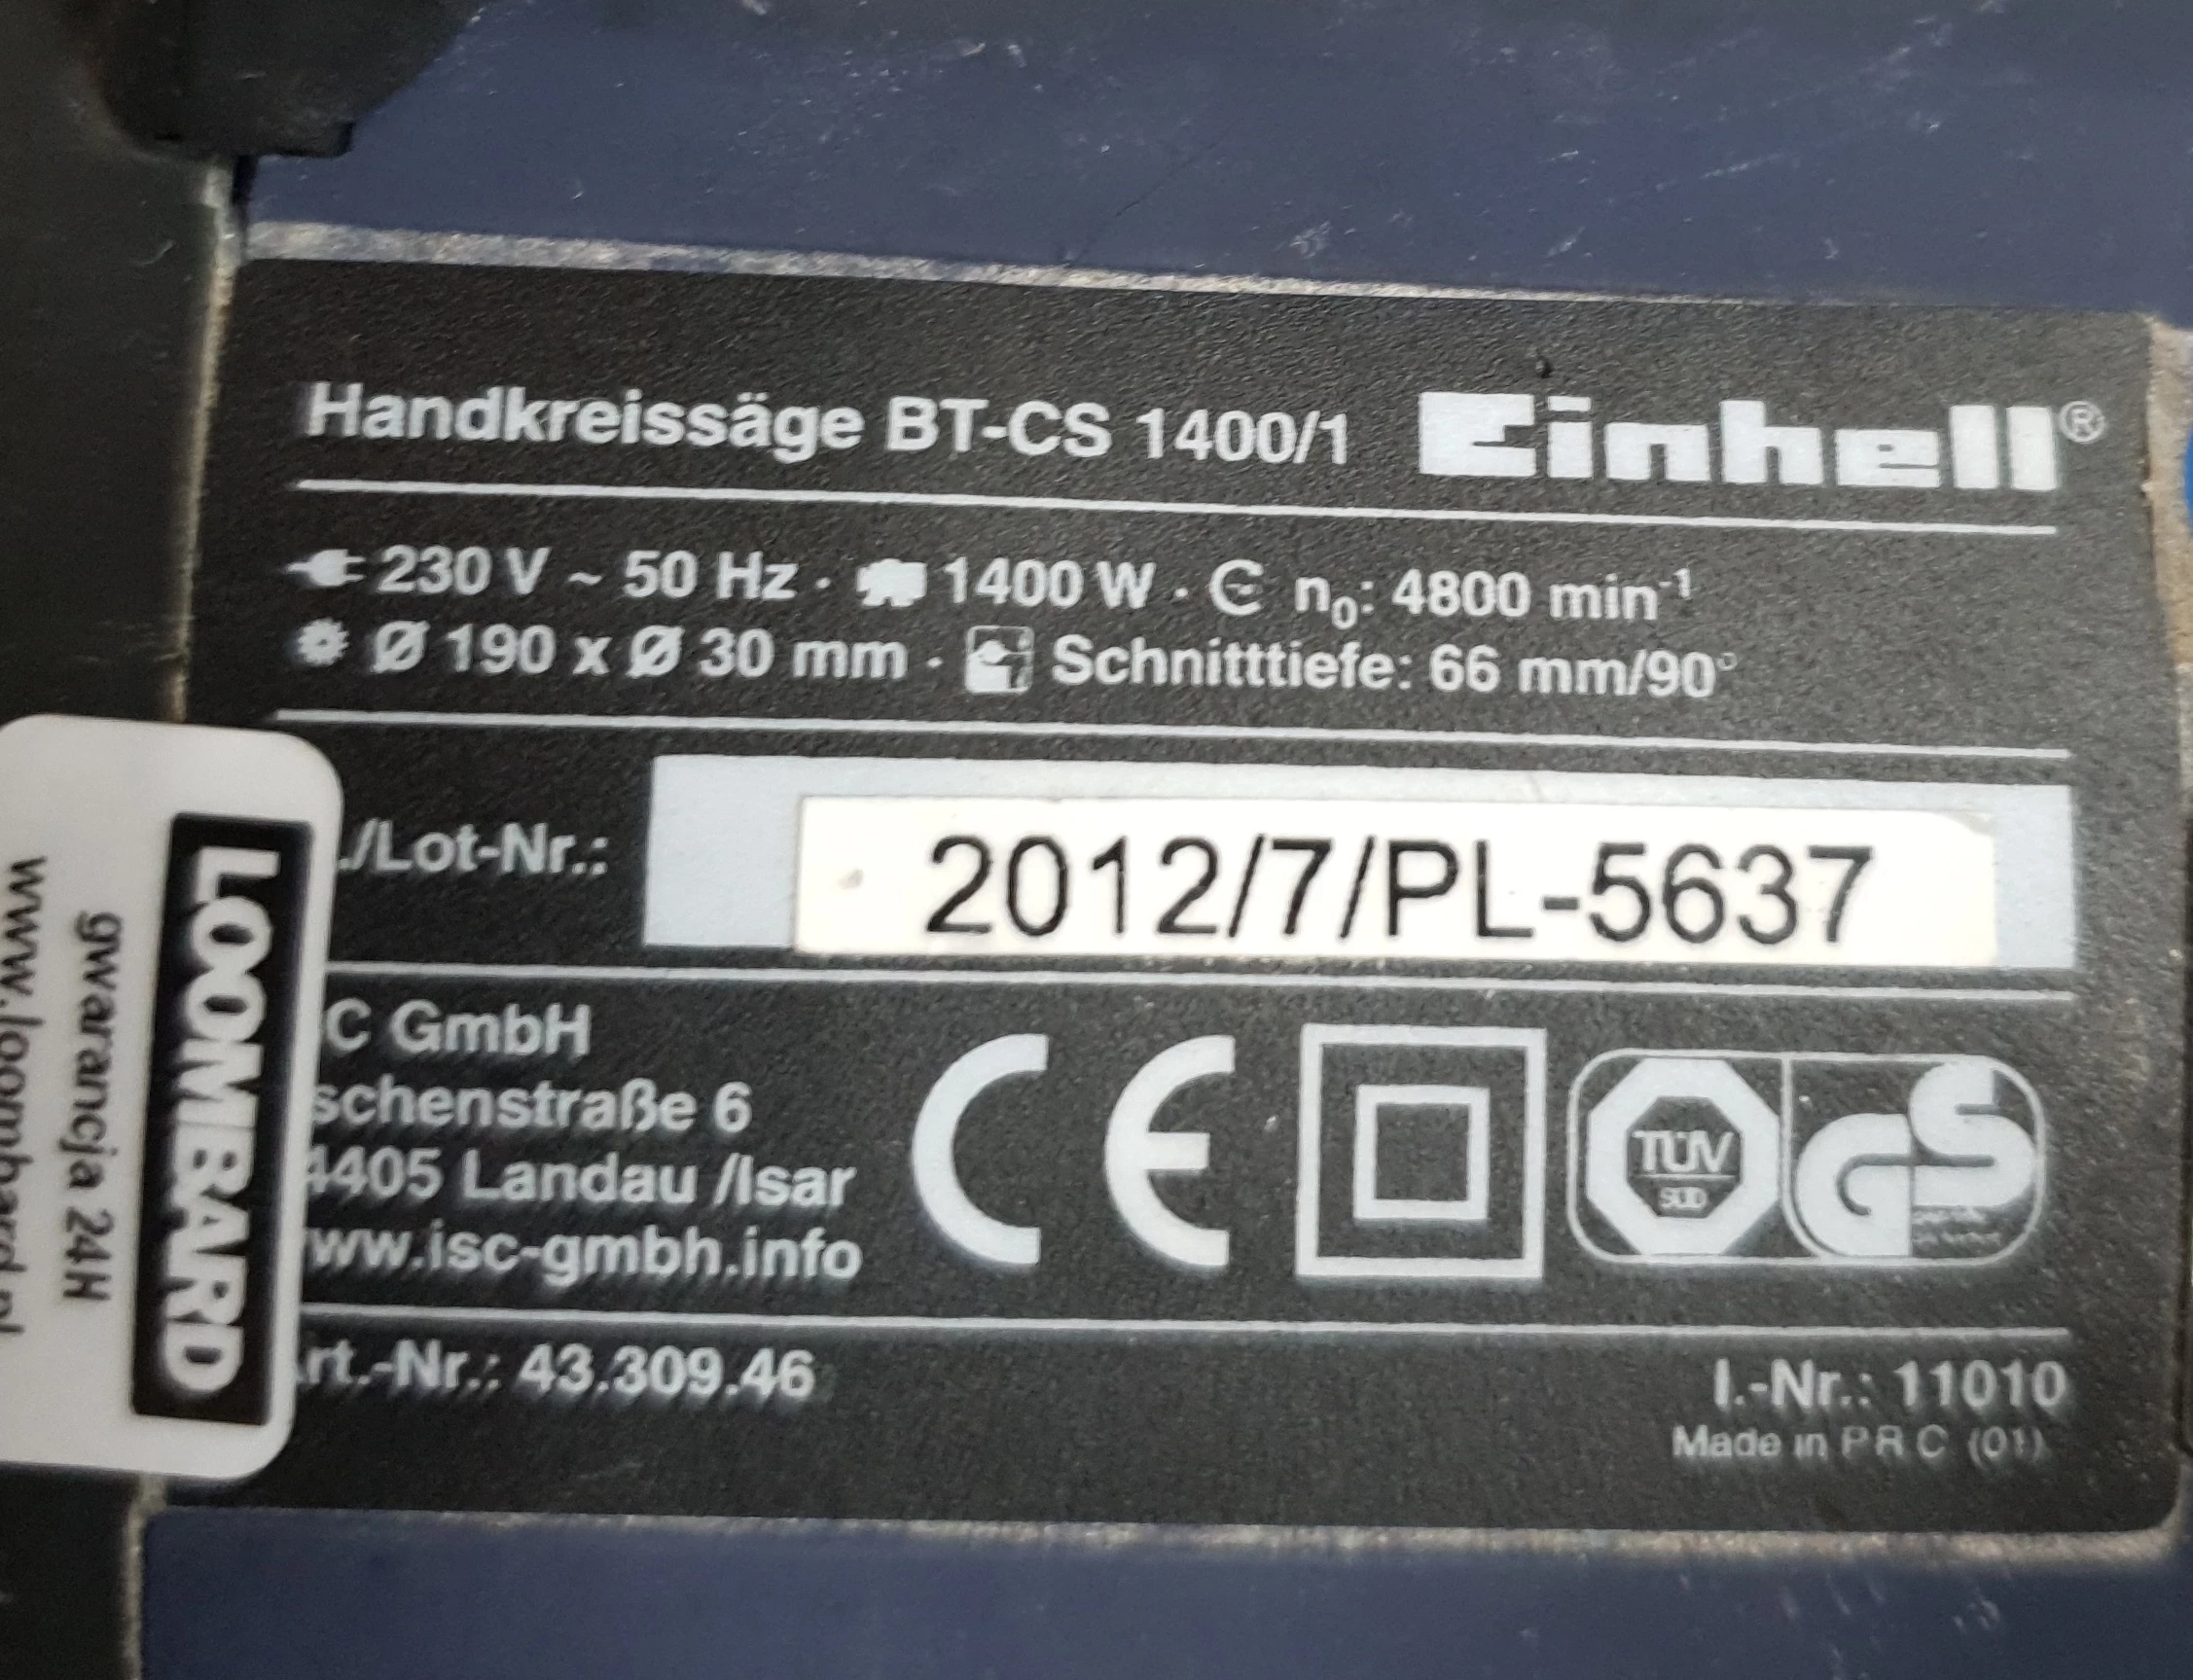 Handkreissäge BT-CS 1400/1 Einhell®
230 V ~ 50 Hz · 1400 W · n₀: 4800 min⁻¹
Ø 190 x Ø 30 mm · Schnitttiefe: 66 mm/90°
./Lot-Nr.: 2012/7/PL-5637
C GmbH
schenstraße 6
4405 Landau /Isar
ww.isc-gmbh.info
CE
TÜV
SÜD
GS
rt.-Nr.: 43.309.46
I.-Nr.: 11010
Made in P R C (01)
LOOMBARD
gwarancja 24H
www.loombard.pl